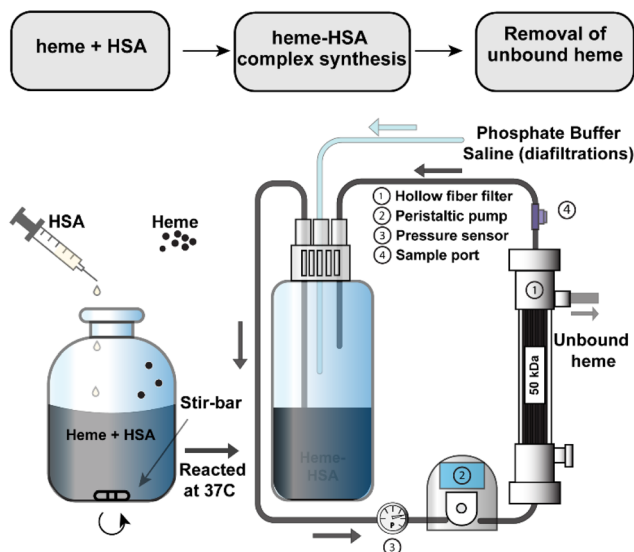 heme + HSA
heme-HSA
complex synthesis
Removal of
unbound heme
Phosphate Buffer
Saline (diafiltrations)
1 Hollow fiber filter
2 Peristaltic pump
3 Pressure sensor
4 Sample port
4
HSA
Heme
1
Unbound
heme
50 kDa
Stir-bar
Heme + HSA
Reacted
at 37C
Heme-
HSA
2
P
3